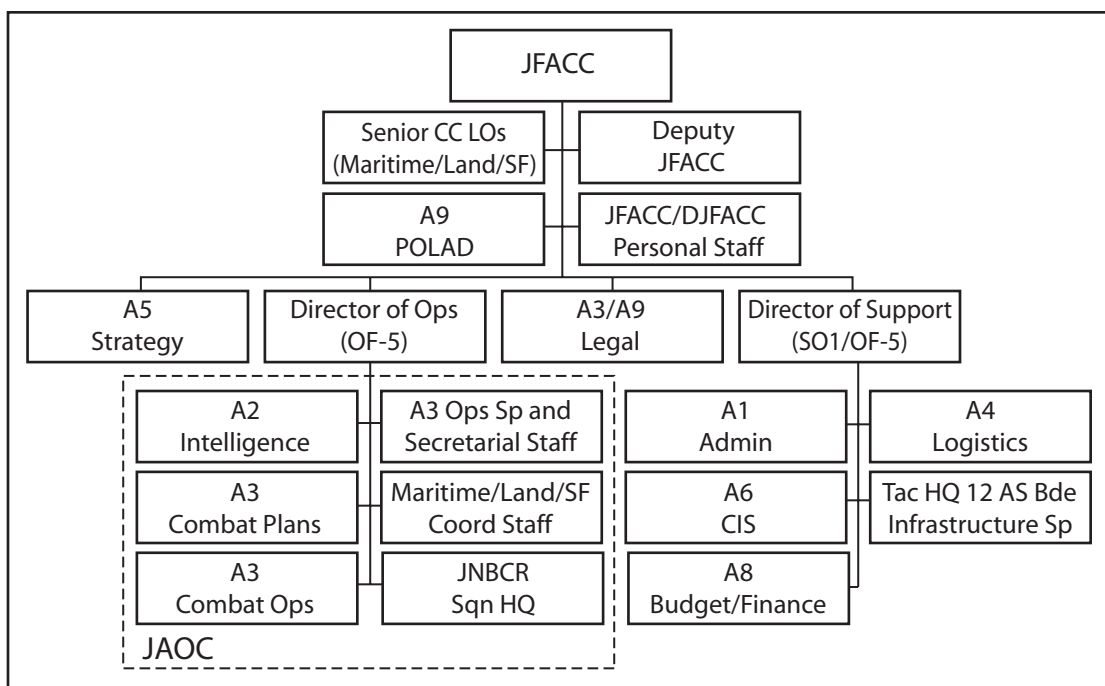 JFACC
Senior CC LOs
(Maritime/Land/SF)
Deputy
JFACC
A9
POLAD
JFACC/DJFACC
Personal Staff
A5
Strategy
Director of Ops
(OF-5)
A3/A9
Legal
Director of Support
(SO1/OF-5)
A2
Intelligence
A3 Ops Sp and
Secretarial Staff
A1
Admin
A4
Logistics
A3
Combat Plans
Maritime/Land/SF
Coord Staff
A6
CIS
Tac HQ 12 AS Bde
Infrastructure Sp
A3
Combat Ops
JNBCR
Sqn HQ
A8
Budget/Finance
JAOC